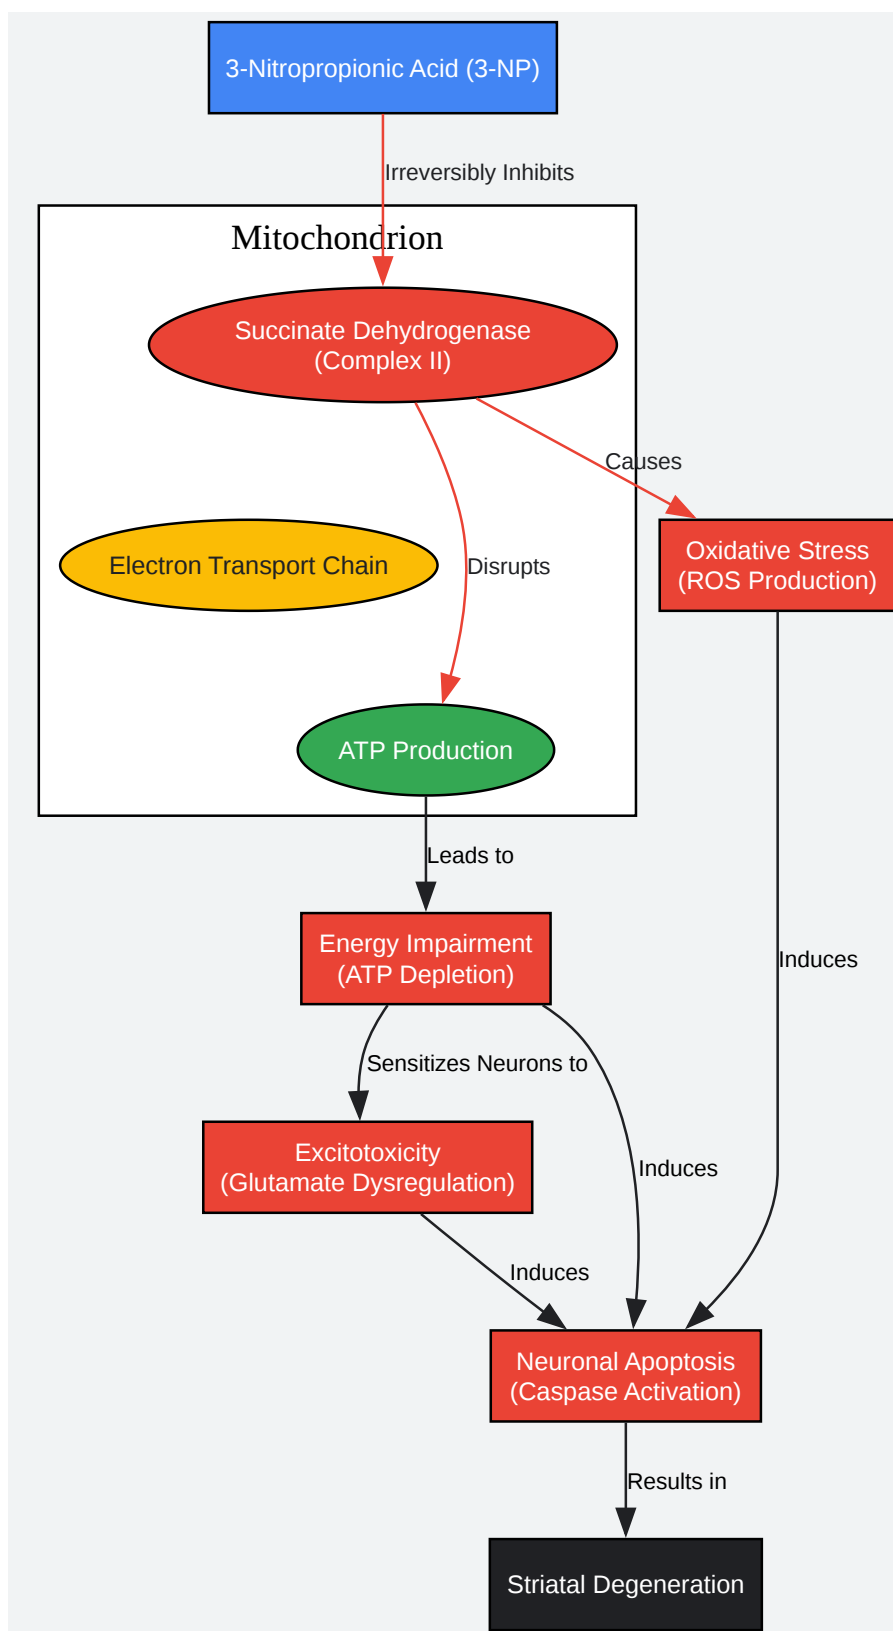 3-Nitropropionic Acid (3-NP)
Irreversibly Inhibits
Mitochondrion
Succinate Dehydrogenase
(Complex II)
Causes
Oxidative Stress
(ROS Production)
Electron Transport Chain
Disrupts
ATP Production
Leads to
Energy Impairment
(ATP Depletion)
Induces
Sensitizes Neurons to
Excitotoxicity
(Glutamate Dysregulation)
Induces
Induces
Neuronal Apoptosis
(Caspase Activation)
Results in
Striatal Degeneration